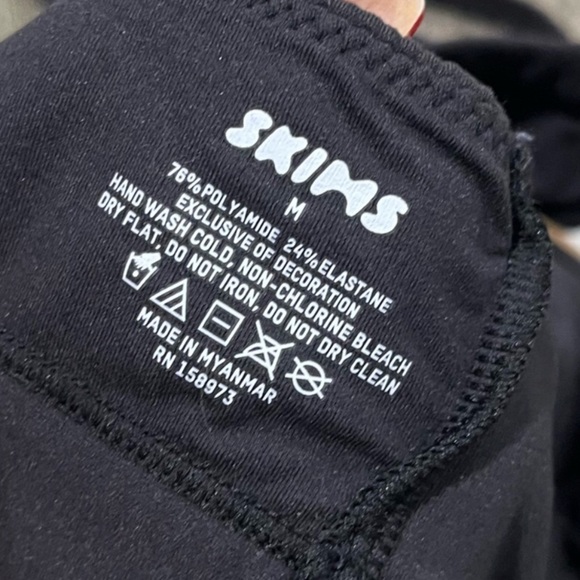 SKIMS
M
76% POLYAMIDE 24% ELASTANE
EXCLUSIVE OF DECORATION
HAND WASH COLD, NON-CHLORINE BLEACH
DRY FLAT, DO NOT IRON, DO NOT DRY CLEAN
MADE IN MYANMAR
RN 158973